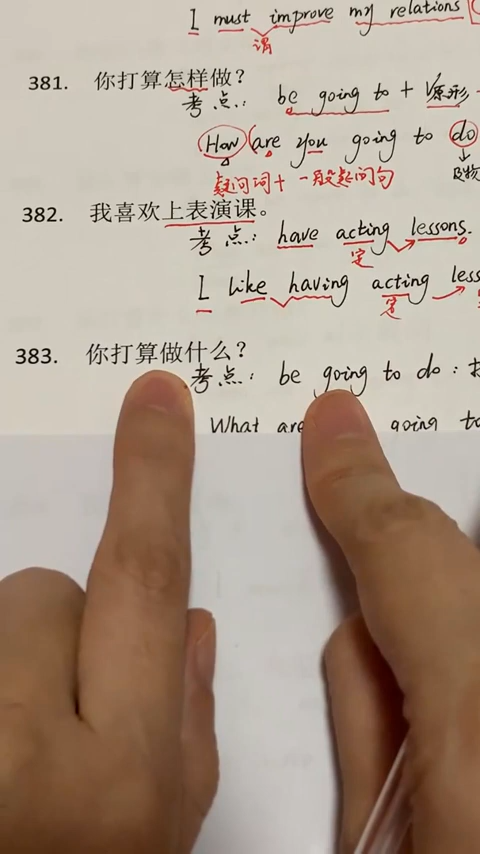 I must improve my relations
谓
381. 你打算怎样做？
考点： be going to + V原形
How are you going to do
疑问词 + 一般疑问句
及物
382. 我喜欢上表演课。
考点： have acting lessons.
定
I like having acting less
定
383. 你打算做什么？
考点： be going to do :
What are going to